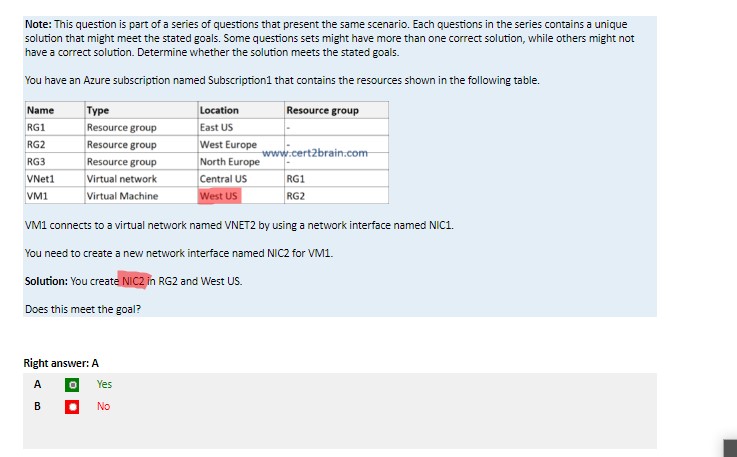 Note: This question is part of a series of questions that present the same scenario. Each questions in the series contains a unique
solution that might meet the stated goals. Some questions sets might have more than one correct solution, while others might not
have a correct solution. Determine whether the solution meets the stated goals.
You have an Azure subscription named Subscription1 that contains the resources shown in the following table.
Name Type Location Resource group
RG1 Resource group East US -
RG2 Resource group West Europe -
www.cert2brain.com
RG3 Resource group North Europe -
VNet1 Virtual network Central US RG1
VM1 Virtual Machine West US RG2
VM1 connects to a virtual network named VNET2 by using a network interface named NIC1.
You need to create a new network interface named NIC2 for VM1.
Solution: You create NIC2 in RG2 and West US.
Does this meet the goal?
Right answer: A
A Yes
B No